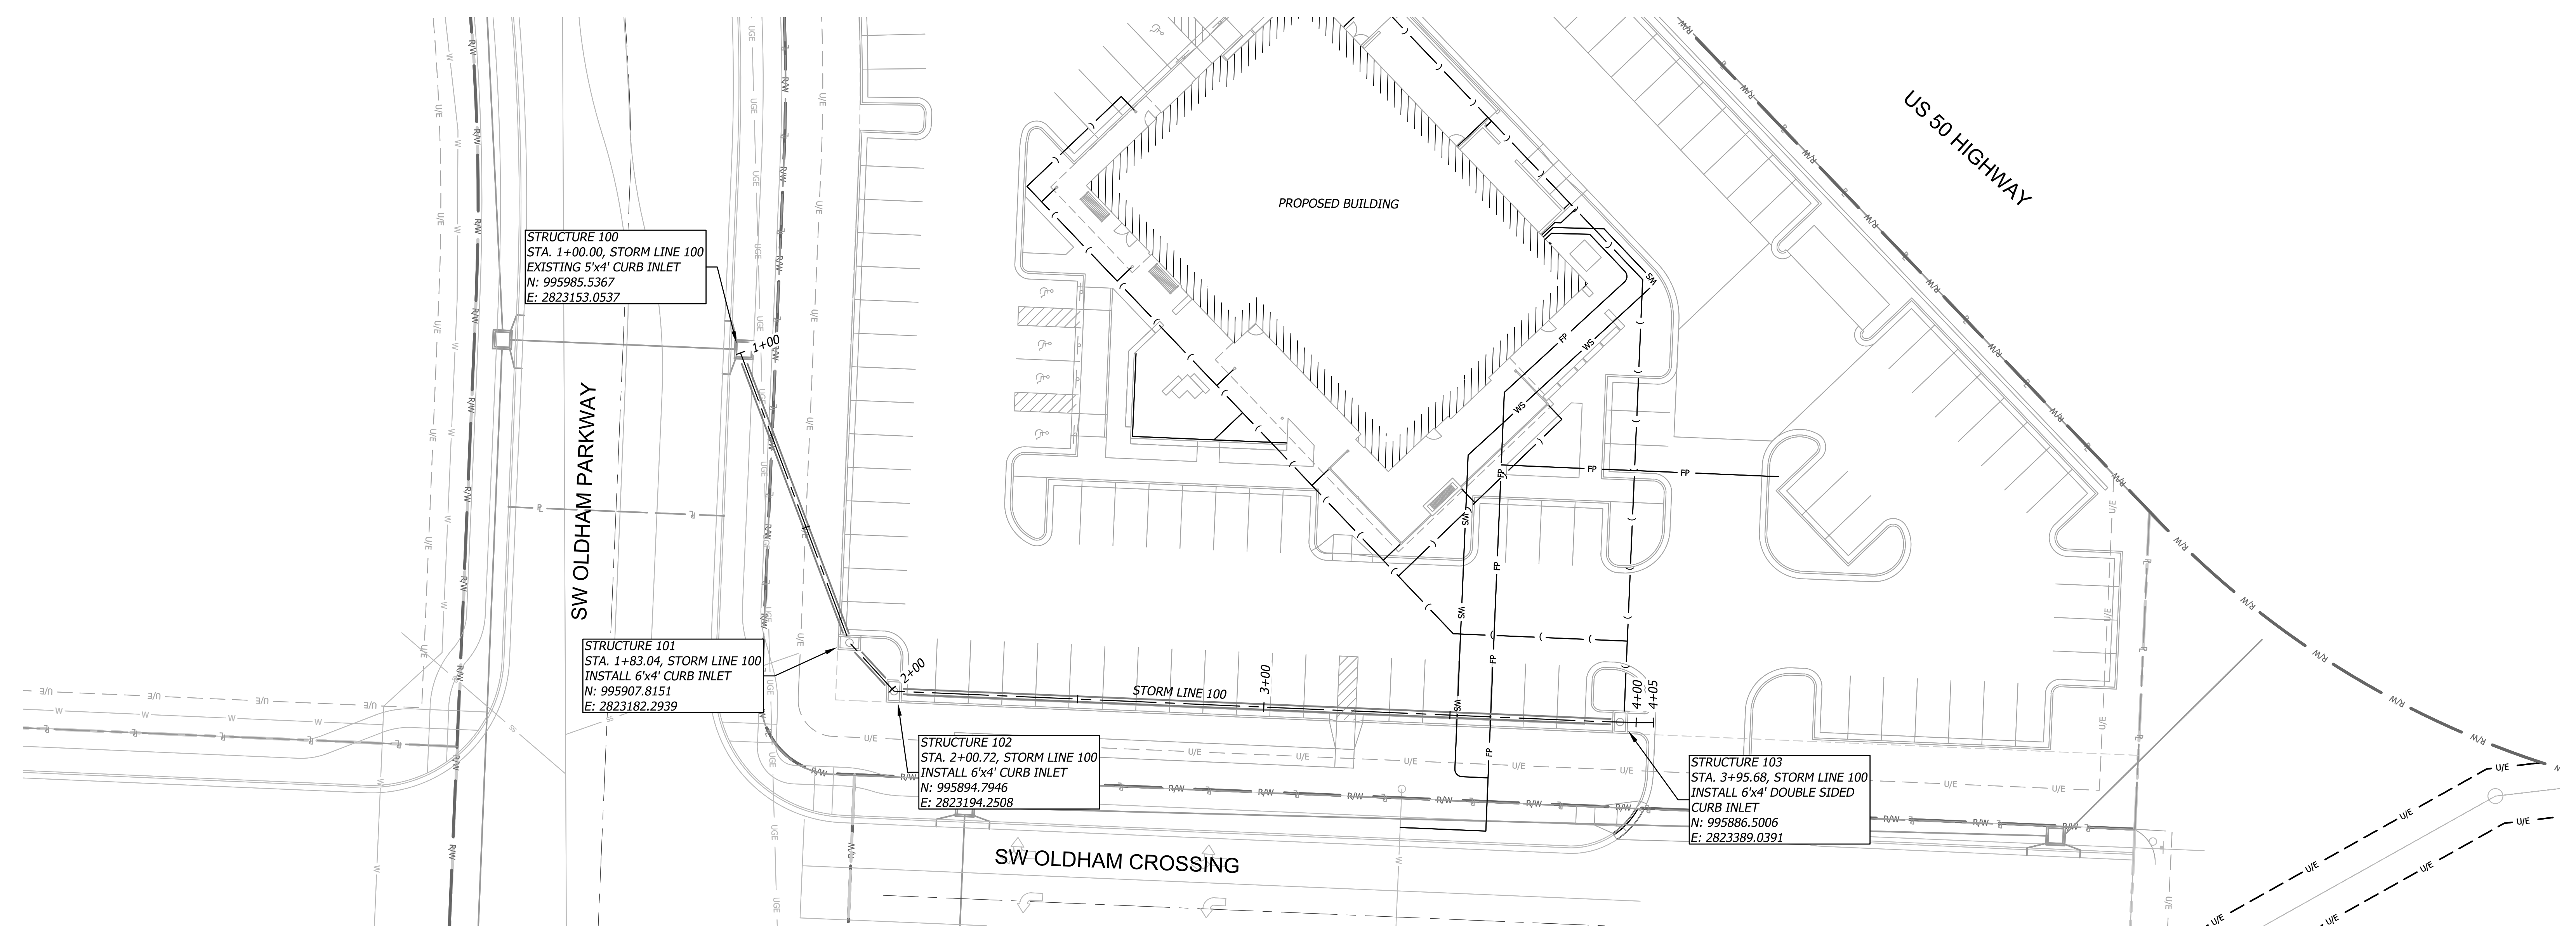 US 50 HIGHWAY
PROPOSED BUILDING
STRUCTURE 100
STA. 1+00.00, STORM LINE 100
EXISTING 5'x4' CURB INLET
N: 995985.5367
E: 2823153.0537
1+00
SW OLDHAM PARKWAY
STRUCTURE 101
STA. 1+83.04, STORM LINE 100
INSTALL 6'x4' CURB INLET
N: 995907.8151
E: 2823182.2939
2+00
STORM LINE 100
3+00
4+00
4+05
STRUCTURE 102
STA. 2+00.72, STORM LINE 100
INSTALL 6'x4' CURB INLET
N: 995894.7946
E: 2823194.2508
STRUCTURE 103
STA. 3+95.68, STORM LINE 100
INSTALL 6'x4' DOUBLE SIDED
CURB INLET
N: 995886.5006
E: 2823389.0391
SW OLDHAM CROSSING
R/W
U/E
UGE
W
WS
FP
SS